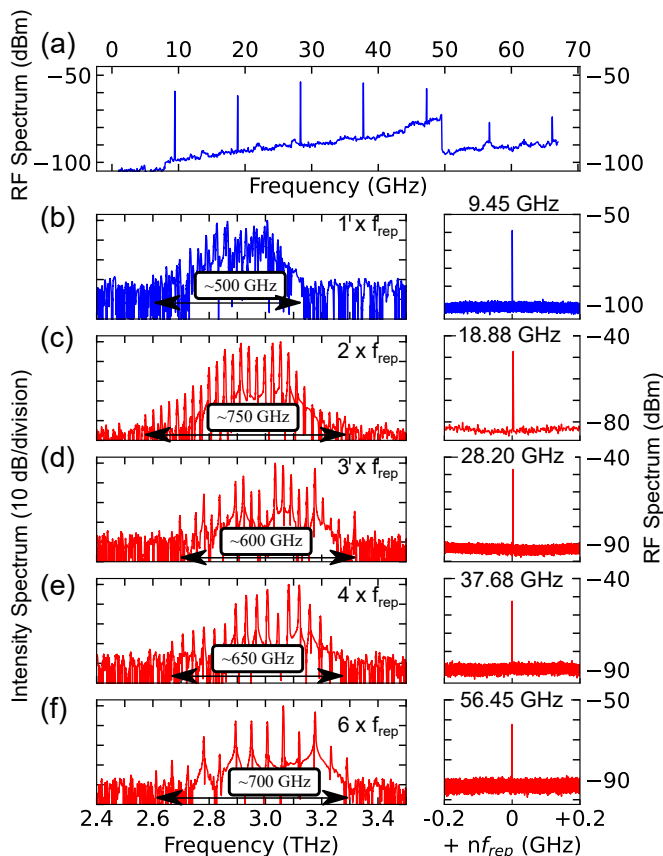 (a)
0 10 20 30 40 50 60 70
RF Spectrum (dBm)
−50
−100
−50
−100
Frequency (GHz)
(b)
1 x f_rep
~500 GHz
9.45 GHz
−50
−100
(c)
2 x f_rep
~750 GHz
18.88 GHz
−40
−80
(d)
3 x f_rep
~600 GHz
28.20 GHz
−40
−90
(e)
4 x f_rep
~650 GHz
37.68 GHz
−40
−90
(f)
6 x f_rep
~700 GHz
56.45 GHz
−50
−90
Intensity Spectrum (10 dB/division)
RF Spectrum (dBm)
2.4 2.6 2.8 3.0 3.2 3.4
Frequency (THz)
-0.2 0 +0.2
+ nf_rep (GHz)